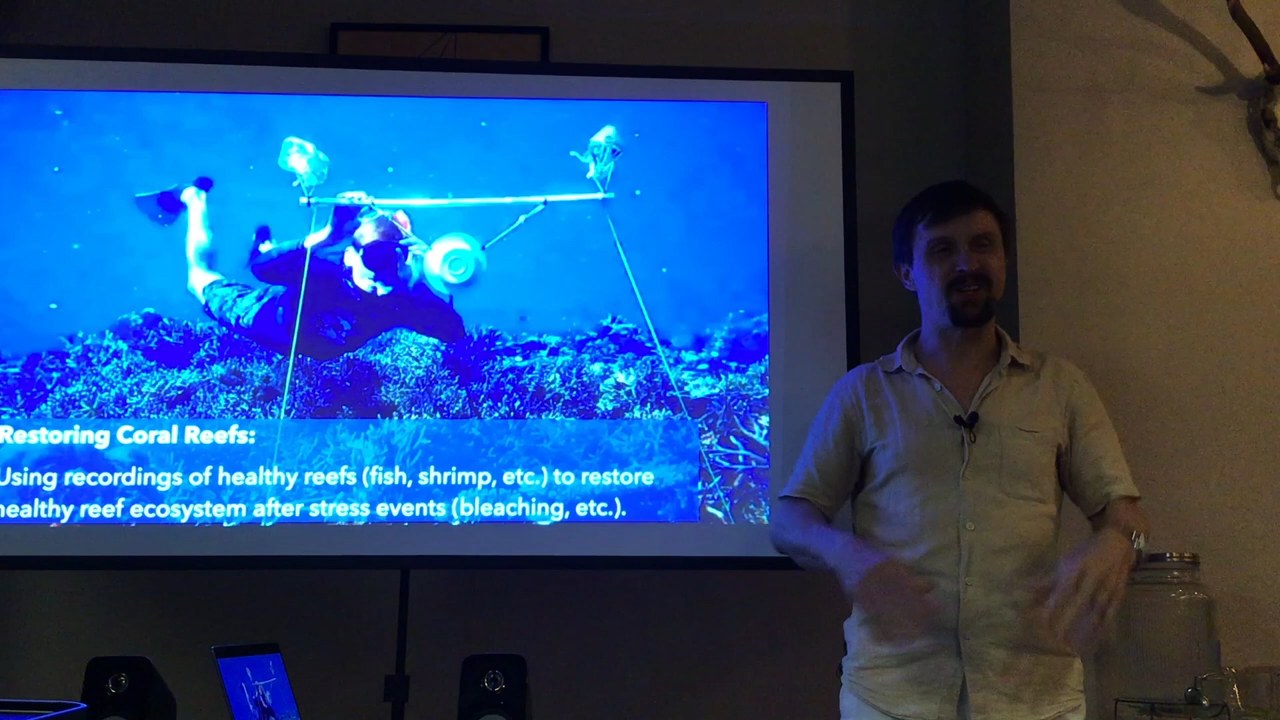 Restoring Coral Reefs:
Using recordings of healthy reefs (fish, shrimp, etc.) to restore
healthy reef ecosystem after stress events (bleaching, etc.).